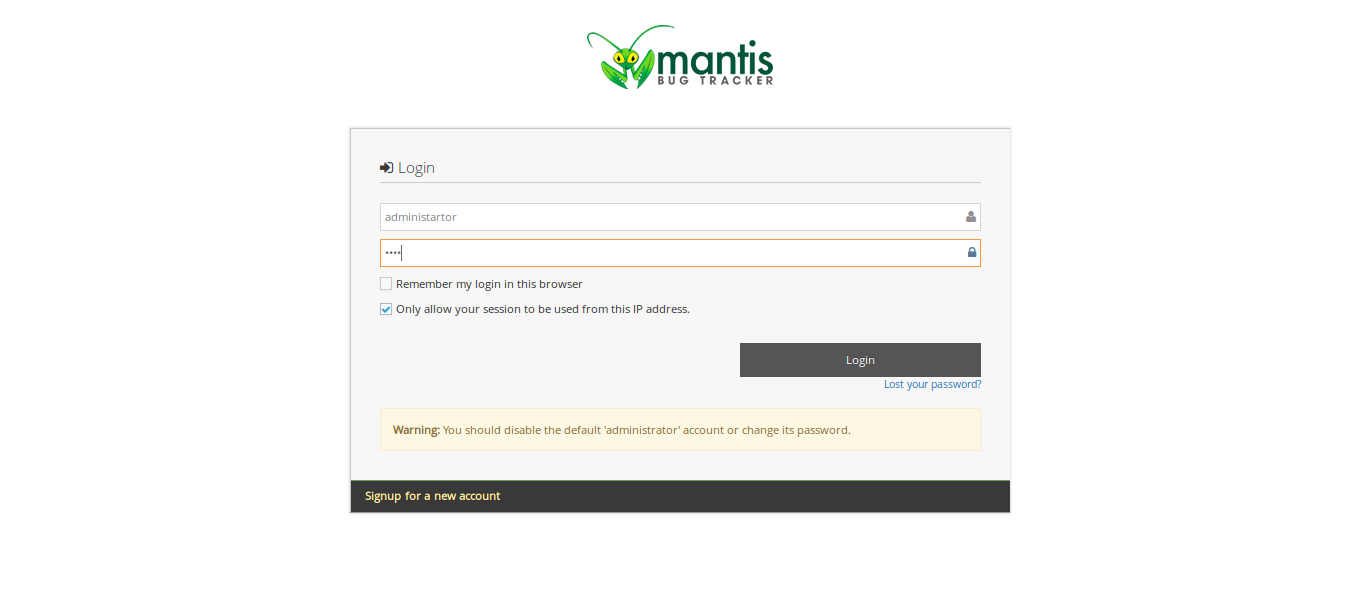 mantis
BUG TRACKER
Login
administartor
••••
Remember my login in this browser
Only allow your session to be used from this IP address.
Login
Lost your password?
Warning: You should disable the default 'administrator' account or change its password.
Signup for a new account